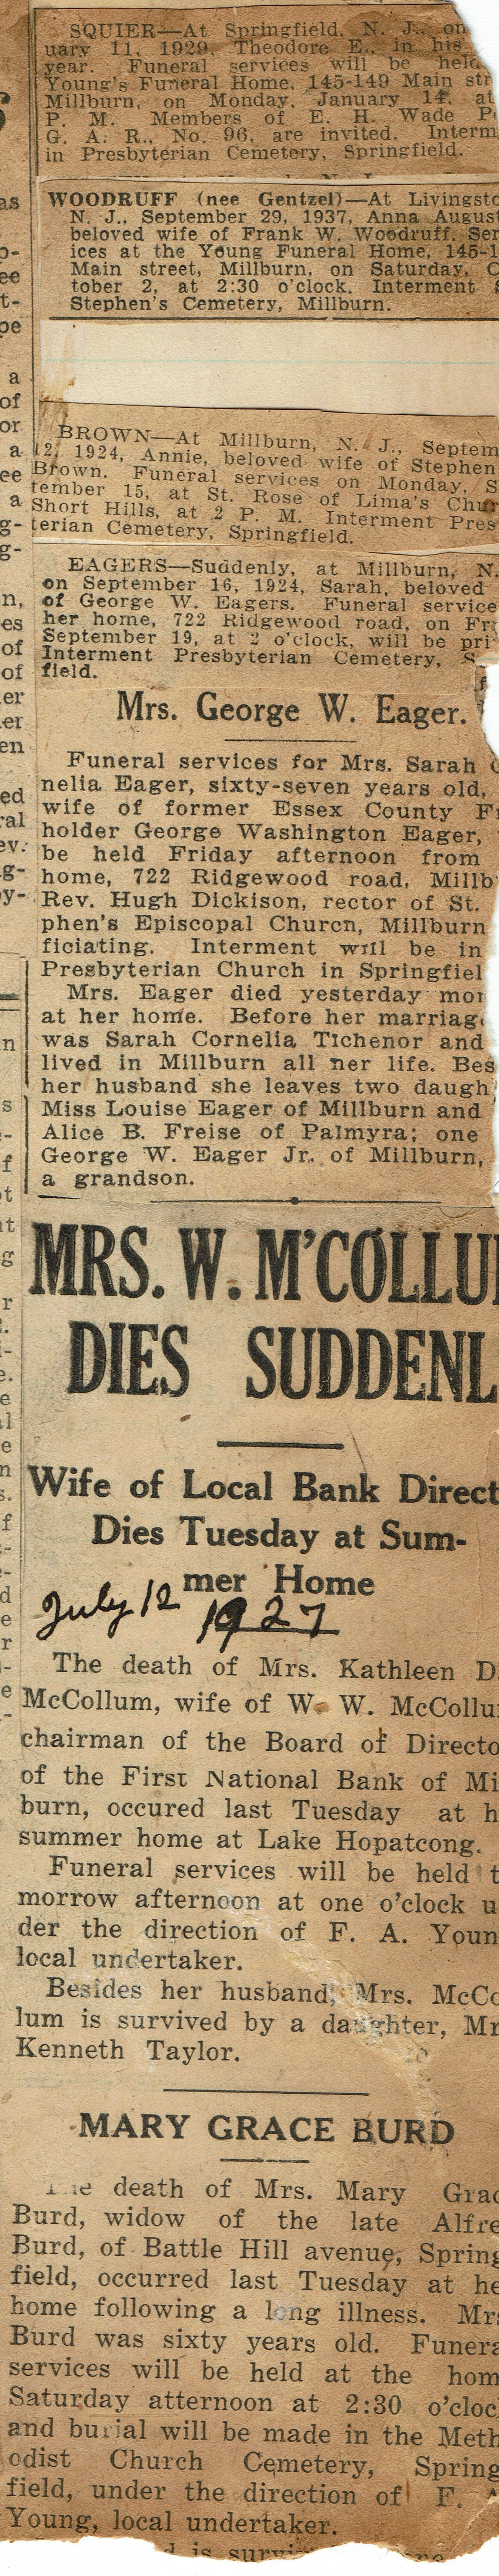 SQUIER—At Springfield, N. J., on
uary 11, 1929, Theodore E., in his
year. Funeral services will be held
Young's Funeral Home, 145-149 Main str
Millburn, on Monday, January 14, at
P. M. Members of E. H. Wade P
G. A. R., No. 96, are invited. Interm
in Presbyterian Cemetery, Springfield.
WOODRUFF (nee Gentzel)—At Livingsto
N. J., September 29, 1937, Anna August
beloved wife of Frank W. Woodruff. Ser
ices at the Young Funeral Home, 145-1
Main street, Millburn, on Saturday, O
tober 2, at 2:30 o'clock. Interment S
Stephen's Cemetery, Millburn.
BROWN—At Millburn, N. J., Septem
12, 1924, Annie, beloved wife of Stephen
Brown. Funeral services on Monday, S
tember 15, at St. Rose of Lima's Chur
Short Hills, at 2 P. M. Interment Pres
terian Cemetery, Springfield.
EAGERS—Suddenly, at Millburn, N.
on September 16, 1924, Sarah, beloved
of George W. Eagers. Funeral service
her home, 722 Ridgewood road, on Fr
September 19, at 2 o'clock, will be pri
Interment Presbyterian Cemetery, S
field.
Mrs. George W. Eager.
Funeral services for Mrs. Sarah C
nelia Eager, sixty-seven years old,
wife of former Essex County Fr
holder George Washington Eager,
be held Friday afternoon from
home, 722 Ridgewood road, Millb
Rev. Hugh Dickison, rector of St.
phen's Episcopal Church, Millburn
ficiating. Interment will be in
Presbyterian Church in Springfiel
Mrs. Eager died yesterday mor
at her home. Before her marriag
was Sarah Cornelia Tichenor and
lived in Millburn all her life. Bes
her husband she leaves two daugh
Miss Louise Eager of Millburn and
Alice B. Freise of Palmyra; one
George W. Eager Jr. of Millburn,
a grandson.
MRS. W. M'COLLU
DIES SUDDENL
Wife of Local Bank Direct
Dies Tuesday at Sum-
mer Home
July 12 1927
The death of Mrs. Kathleen D.
McCollum, wife of W. W. McCollu
chairman of the Board of Directo
of the First National Bank of Mi
burn, occured last Tuesday at h
summer home at Lake Hopatcong.
Funeral services will be held t
morrow afternoon at one o'clock u
der the direction of F. A. Youn
local undertaker.
Besides her husband, Mrs. McCo
lum is survived by a daughter, Mr
Kenneth Taylor.
MARY GRACE BURD
The death of Mrs. Mary Grac
Burd, widow of the late Alfre
Burd, of Battle Hill avenue, Spring
field, occurred last Tuesday at he
home following a long illness. Mrs
Burd was sixty years old. Funera
services will be held at the hom
Saturday atternoon at 2:30 o'cloc
and burial will be made in the Meth
odist Church Cemetery, Spring
field, under the direction of F. A
Young, local undertaker.